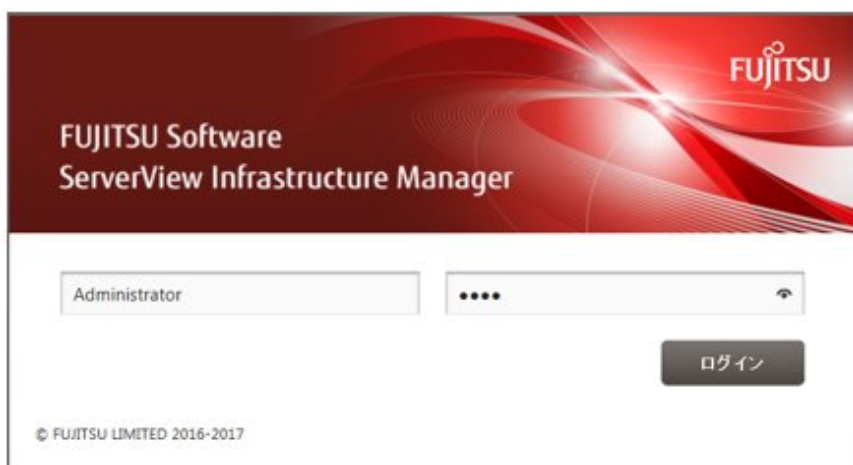 FUJITSU
FUJITSU Software
ServerView Infrastructure Manager
Administrator
••••
ログイン
© FUJITSU LIMITED 2016-2017